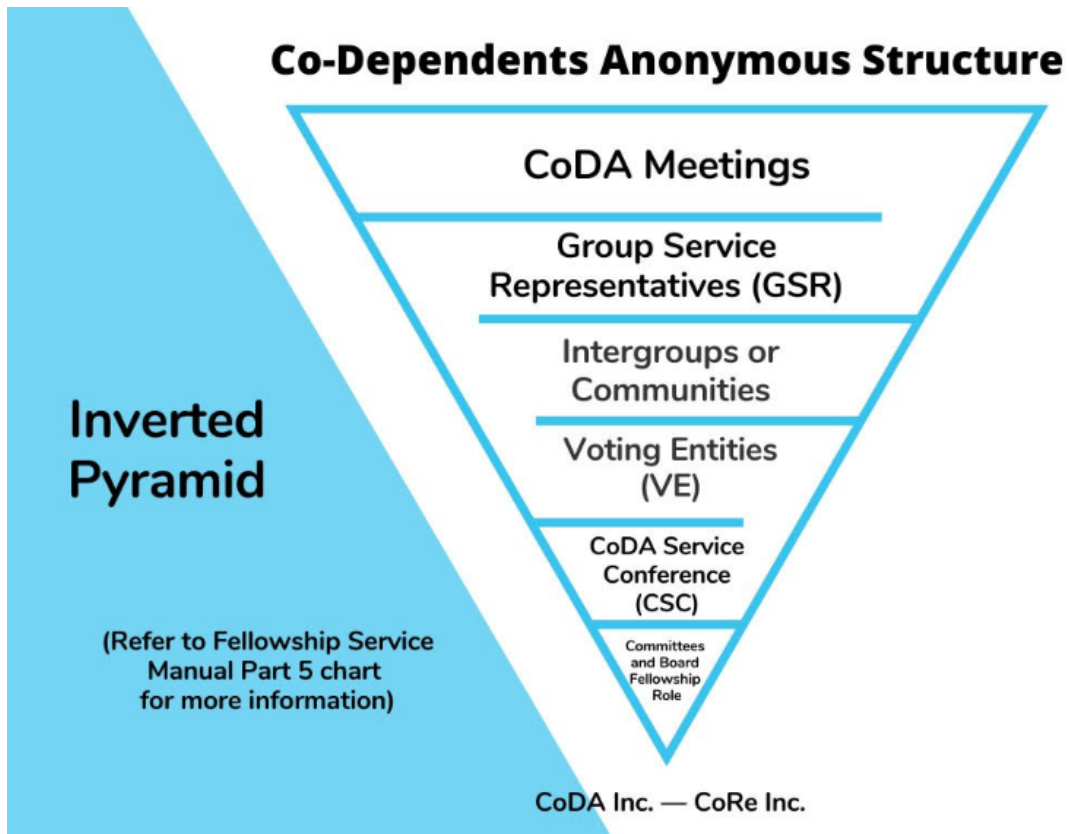 Co-Dependents Anonymous Structure
CoDA Meetings
Group Service
Representatives (GSR)
Intergroups or
Communities
Voting Entities
(VE)
CoDA Service
Conference
(CSC)
Committees
and Board
Fellowship
Role
CoDA Inc. — CoRe Inc.
Inverted
Pyramid
(Refer to Fellowship Service
Manual Part 5 chart
for more information)